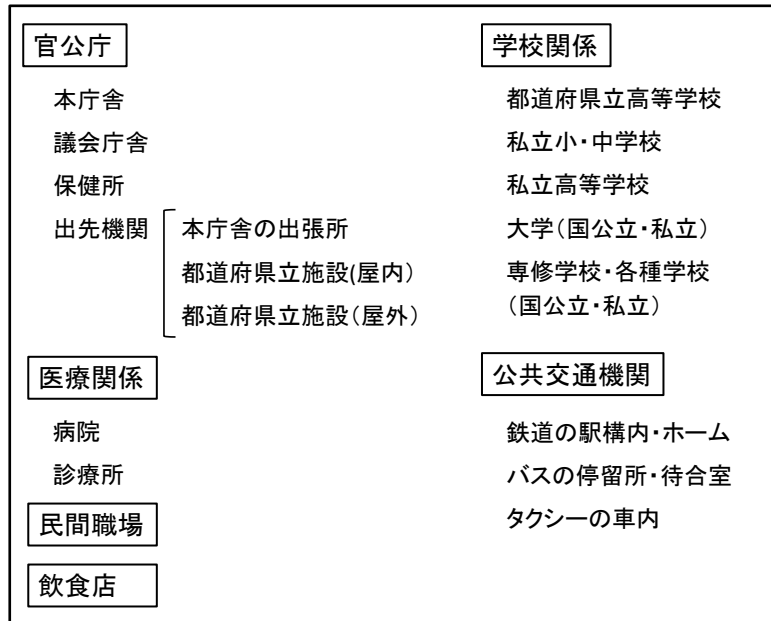 官公庁
本庁舎
議会庁舎
保健所
出先機関
本庁舎の出張所
都道府県立施設(屋内)
都道府県立施設(屋外)
医療関係
病院
診療所
民間職場
飲食店
学校関係
都道府県立高等学校
私立小・中学校
私立高等学校
大学(国公立・私立)
専修学校・各種学校
(国公立・私立)
公共交通機関
鉄道の駅構内・ホーム
バスの停留所・待合室
タクシーの車内